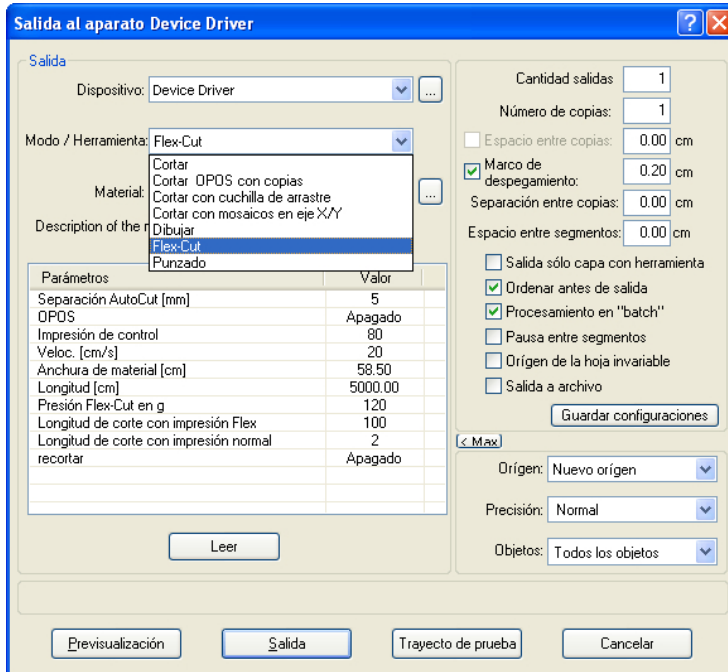 Salida al aparato Device Driver
Salida
Dispositivo: Device Driver
...
Modo / Herramienta: Flex-Cut
Cortar
Cortar OPOS con copias
Cortar con cuchilla de arrastre
Cortar con mosaicos en eje X/Y
Dibujar
Flex-Cut
Punzado
Material:
...
Description of the r
Parámetros Valor
Separación AutoCut [mm] 5
OPOS Apagado
Impresión de control 80
Veloc. [cm/s] 20
Anchura de material [cm] 58.50
Longitud [cm] 5000.00
Presión Flex-Cut en g 120
Longitud de corte con impresión Flex 100
Longitud de corte con impresión normal 2
recortar Apagado
Leer
Cantidad salidas 1
Número de copias: 1
Espacio entre copias: 0.00 cm
Marco de despegamiento: 0.20 cm
Separación entre copias: 0.00 cm
Espacio entre segmentos: 0.00 cm
Salida sólo capa con herramienta
Ordenar antes de salida
Procesamiento en "batch"
Pausa entre segmentos
Orígen de la hoja invariable
Salida a archivo
Guardar configuraciones
< Max
Orígen: Nuevo orígen
Precisión: Normal
Objetos: Todos los objetos
Previsualización
Salida
Trayecto de prueba
Cancelar